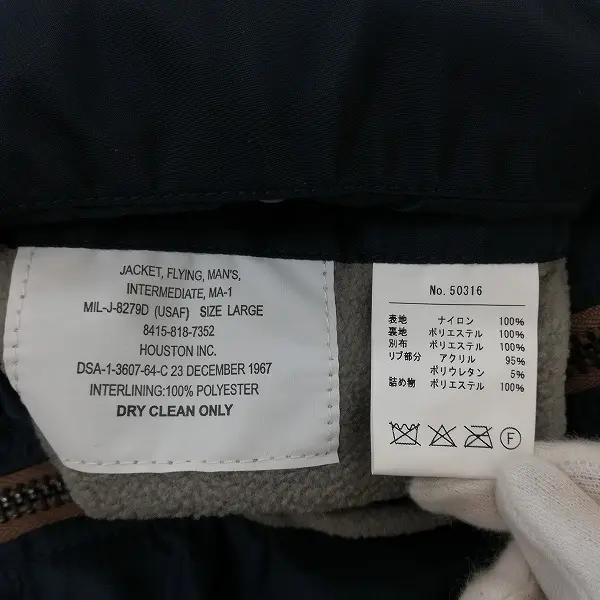 JACKET, FLYING, MAN'S,
INTERMEDIATE, MA-1
MIL-J-8279D (USAF) SIZE LARGE
8415-818-7352
HOUSTON INC.
DSA-1-3607-64-C 23 DECEMBER 1967
INTERLINING:100% POLYESTER
DRY CLEAN ONLY
No. 50316
表地 ナイロン 100%
裏地 ポリエステル 100%
別布 ポリエステル 100%
リブ部分 アクリル 95%
ポリウレタン 5%
詰め物 ポリエステル 100%
F